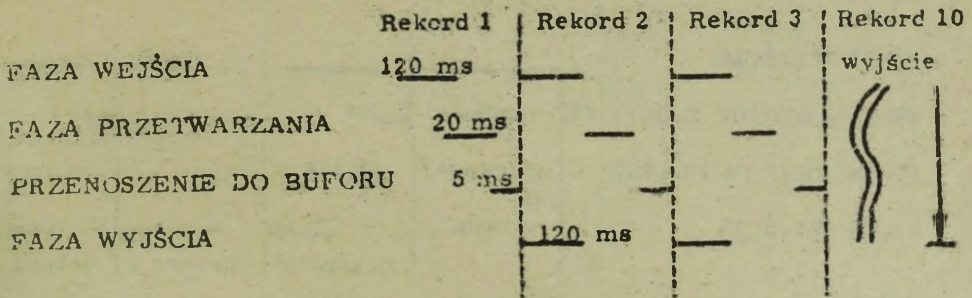 Rekord 1 Rekord 2 Rekord 3 Rekord 10
FAZA WEJŚCIA 120 ms wyjście
FAZA PRZETWARZANIA 20 ms
PRZENOSZENIE DO BUFORU 5 ms
FAZA WYJŚCIA 120 ms